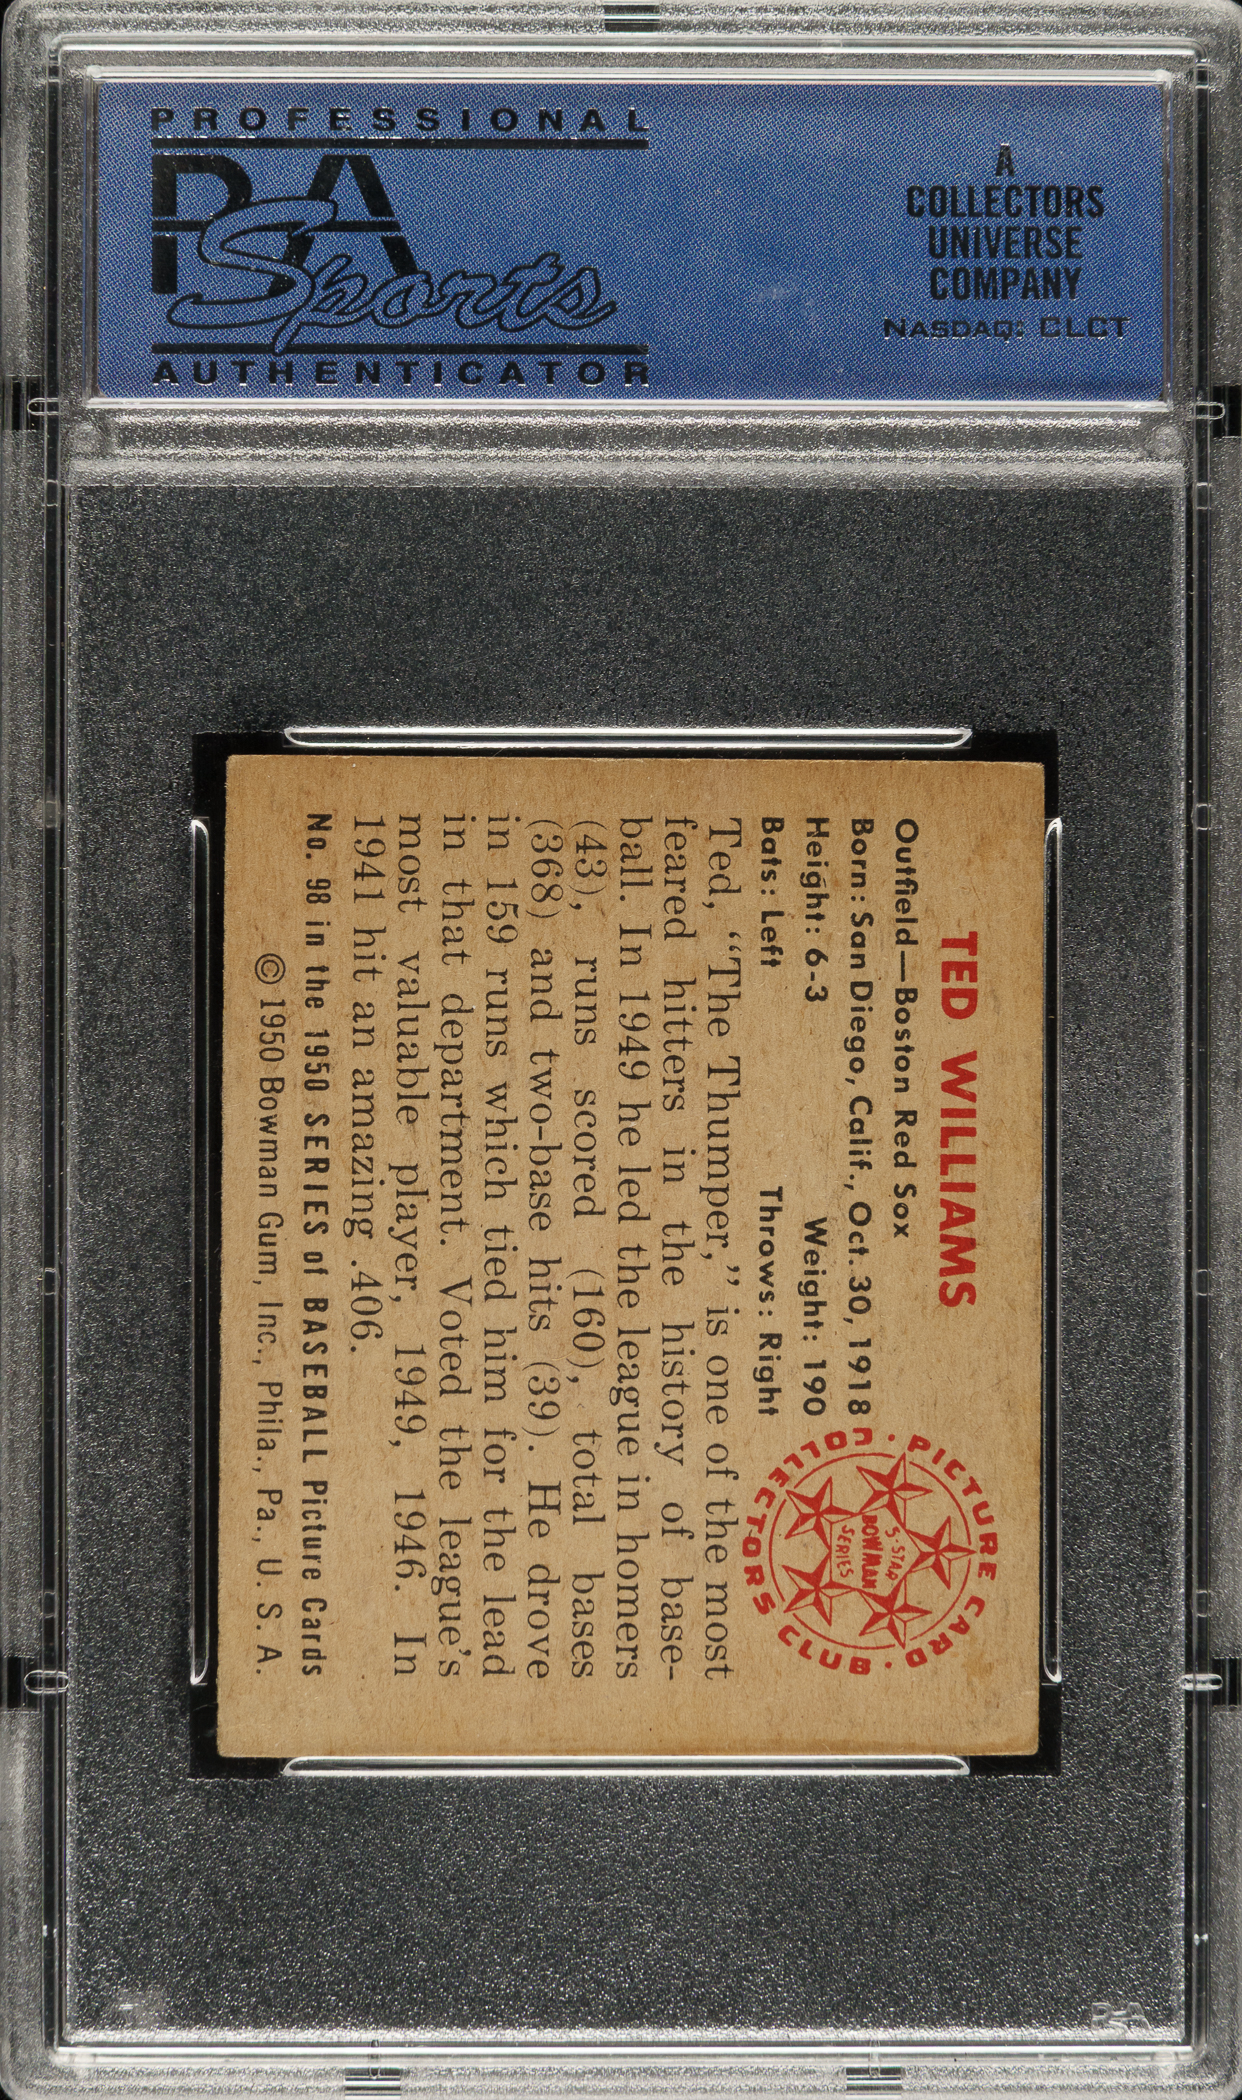 PROFESSIONAL
PSA
Sports
AUTHENTICATOR
A
COLLECTORS
UNIVERSE
COMPANY
NASDAQ: CLCT
TED WILLIAMS
Outfield—Boston Red Sox
Born: San Diego, Calif., Oct. 30, 1918
Height: 6-3 Weight: 190
Bats: Left Throws: Right
PICTURE CARD · COLLECTORS CLUB ·
5-STAR
BOWMAN
SERIES
Ted, “The Thumper,” is one of the most
feared hitters in the history of base-
ball. In 1949 he led the league in homers
(43), runs scored (160), total bases
(368) and two-base hits (39). He drove
in 159 runs which tied him for the lead
in that department. Voted the league's
most valuable player, 1949, 1946. In
1941 hit an amazing .406.
No. 98 in the 1950 SERIES of BASEBALL Picture Cards
© 1950 Bowman Gum, Inc., Phila., Pa., U. S. A.
PSA